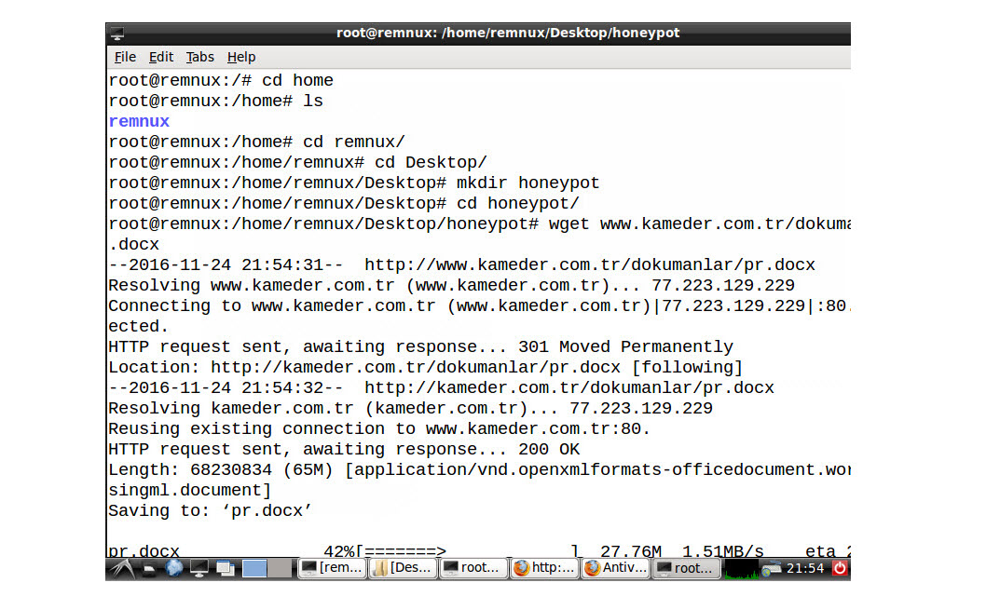 root@remnux: /home/remnux/Desktop/honeypot
File Edit Tabs Help
root@remnux:/# cd home
root@remnux:/home# ls
remnux
root@remnux:/home# cd remnux/
root@remnux:/home/remnux# cd Desktop/
root@remnux:/home/remnux/Desktop# mkdir honeypot
root@remnux:/home/remnux/Desktop# cd honeypot/
root@remnux:/home/remnux/Desktop/honeypot# wget www.kameder.com.tr/dokuma
.docx
--2016-11-24 21:54:31-- http://www.kameder.com.tr/dokumanlar/pr.docx
Resolving www.kameder.com.tr (www.kameder.com.tr)... 77.223.129.229
Connecting to www.kameder.com.tr (www.kameder.com.tr)|77.223.129.229|:80.
ected.
HTTP request sent, awaiting response... 301 Moved Permanently
Location: http://kameder.com.tr/dokumanlar/pr.docx [following]
--2016-11-24 21:54:32-- http://kameder.com.tr/dokumanlar/pr.docx
Resolving kameder.com.tr (kameder.com.tr)... 77.223.129.229
Reusing existing connection to www.kameder.com.tr:80.
HTTP request sent, awaiting response... 200 OK
Length: 68230834 (65M) [application/vnd.openxmlformats-officedocument.wor
singml.document]
Saving to: ‘pr.docx’
pr.docx 42%[=======> ] 27.76M 1.51MB/s eta 2
[rem... [Des... root... http:... Antiv... root... 21:54